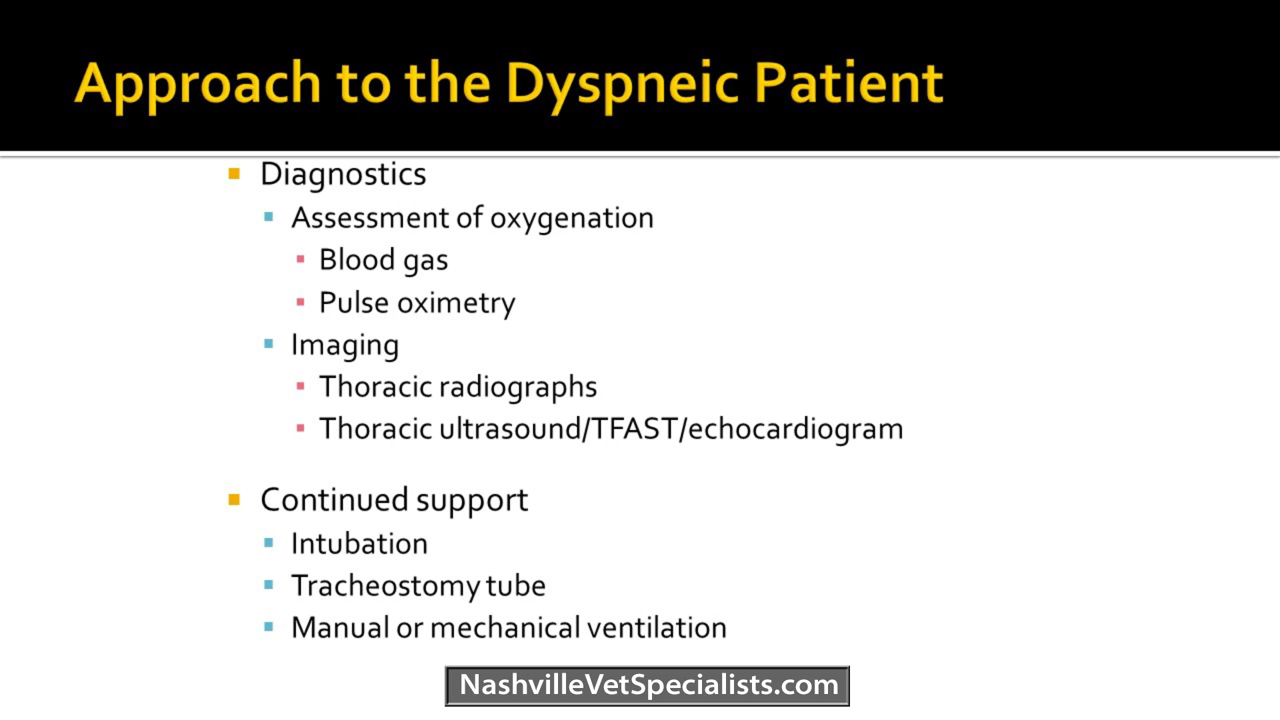 Approach to the Dyspneic Patient
Diagnostics
Assessment of oxygenation
Blood gas
Pulse oximetry
Imaging
Thoracic radiographs
Thoracic ultrasound/TFAST/echocardiogram
Continued support
Intubation
Tracheostomy tube
Manual or mechanical ventilation
NashvilleVetSpecialists.com